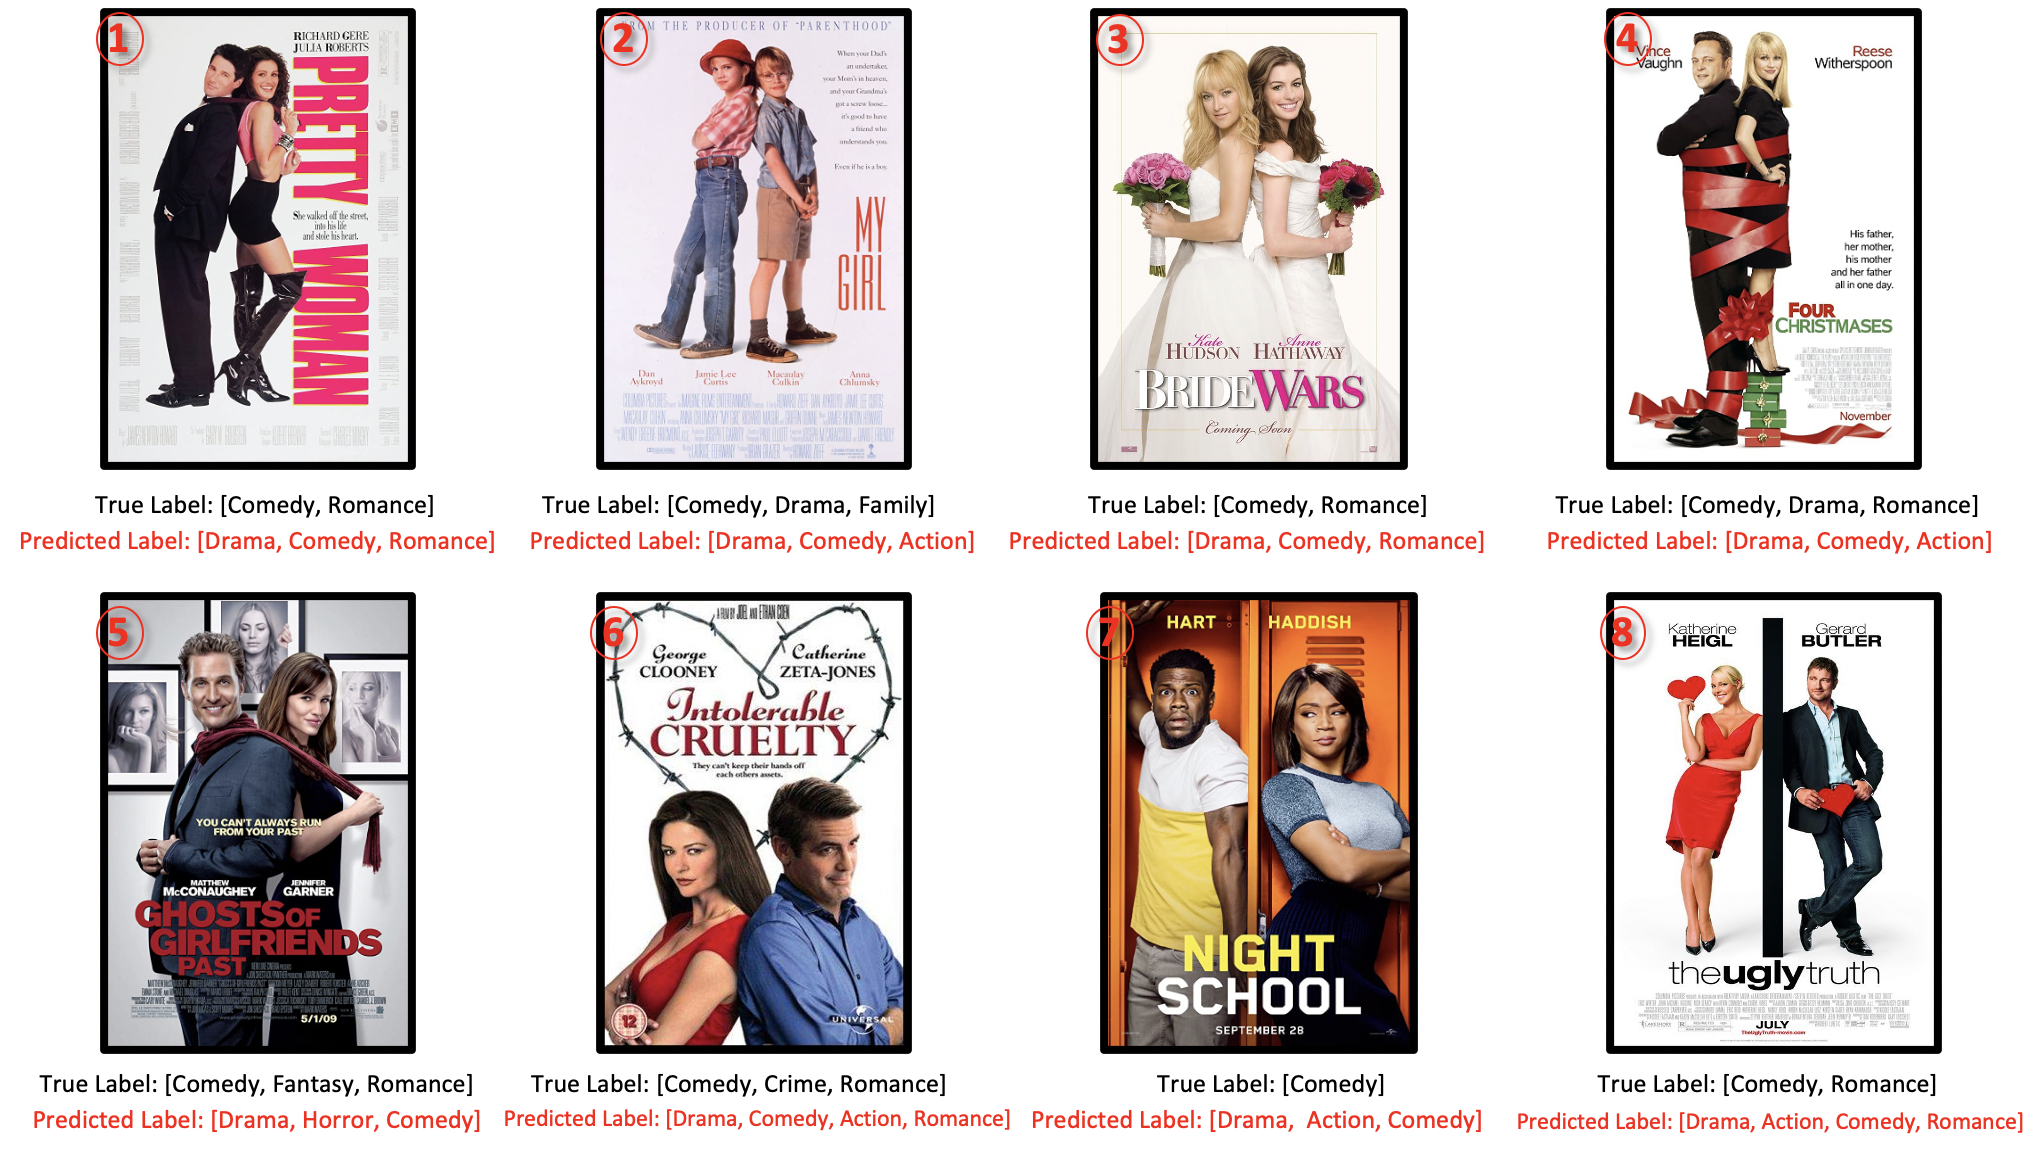 1
RICHARD GERE
JULIA ROBERTS
PRETTY WOMAN
She walked off the street,
into his life
and stole his heart.
2
FROM THE PRODUCER OF "PARENTHOOD"
When your Dad's
an undertaker,
your Mom's in heaven,
and your Grandma's
got a screw loose...
it's good to have
a friend who
understands you.
Even if he is a boy.
MY
GIRL
Dan Aykroyd
Jamie Lee Curtis
Macaulay Culkin
Anna Chlumsky
3
Kate HUDSON
Anne HATHAWAY
BRIDE WARS
Coming Soon
4
Vince Vaughn
Reese Witherspoon
His father,
her mother,
his mother
and her father
all in one day.
FOUR
CHRISTMASES
November
True Label: [Comedy, Romance]
Predicted Label: [Drama, Comedy, Romance]
True Label: [Comedy, Drama, Family]
Predicted Label: [Drama, Comedy, Action]
True Label: [Comedy, Romance]
Predicted Label: [Drama, Comedy, Romance]
True Label: [Comedy, Drama, Romance]
Predicted Label: [Drama, Comedy, Action]
5
YOU CAN'T ALWAYS RUN
FROM YOUR PAST
MATTHEW McCONAUGHEY
JENNIFER GARNER
GHOSTS OF
GIRLFRIENDS
PAST
5/1/09
6
A FILM BY JOEL AND ETHAN COEN
George CLOONEY
Catherine ZETA-JONES
Intolerable
CRUELTY
They can't keep their hands off
each others assets.
12
UNIVERSAL
7
HART
HADDISH
NIGHT
SCHOOL
SEPTEMBER 28
8
Katherine HEIGL
Gerard BUTLER
the ugly truth
JULY
TheUglyTruth-movie.com
True Label: [Comedy, Fantasy, Romance]
Predicted Label: [Drama, Horror, Comedy]
True Label: [Comedy, Crime, Romance]
Predicted Label: [Drama, Comedy, Action, Romance]
True Label: [Comedy]
Predicted Label: [Drama, Action, Comedy]
True Label: [Comedy, Romance]
Predicted Label: [Drama, Action, Comedy, Romance]